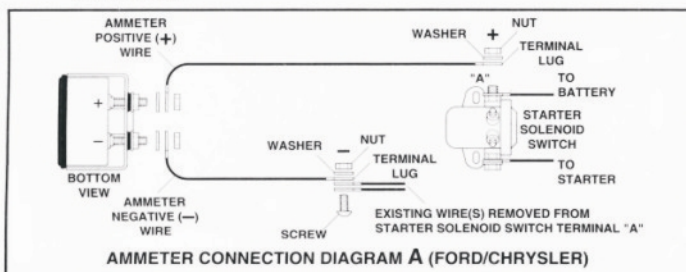 AMMETER
POSITIVE (+)
WIRE
WASHER
+
NUT
TERMINAL
LUG
"A"
TO
BATTERY
+
−
STARTER
SOLENOID
SWITCH
BOTTOM
VIEW
WASHER
−
NUT
TERMINAL
LUG
TO
STARTER
AMMETER
NEGATIVE (—)
WIRE
SCREW
EXISTING WIRE(S) REMOVED FROM
STARTER SOLENOID SWITCH TERMINAL "A"
AMMETER CONNECTION DIAGRAM A (FORD/CHRYSLER)